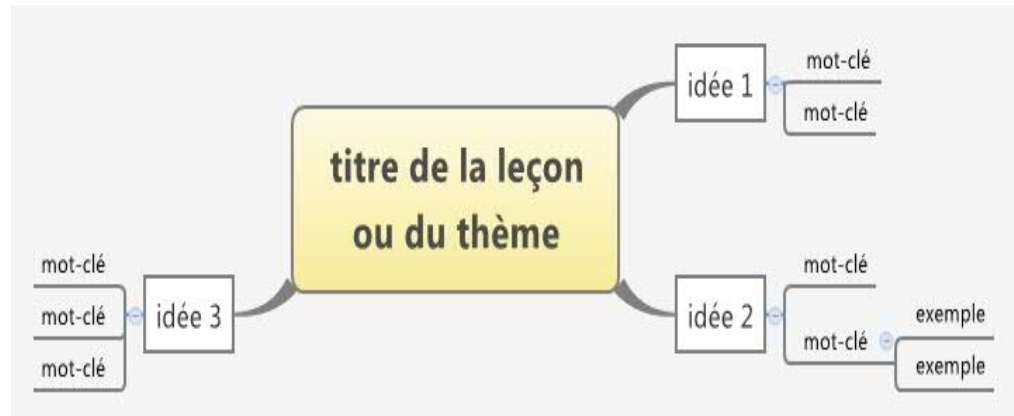 titre de la leçon
ou du thème
idée 1
mot-clé
mot-clé
idée 2
mot-clé
mot-clé
exemple
exemple
idée 3
mot-clé
mot-clé
mot-clé